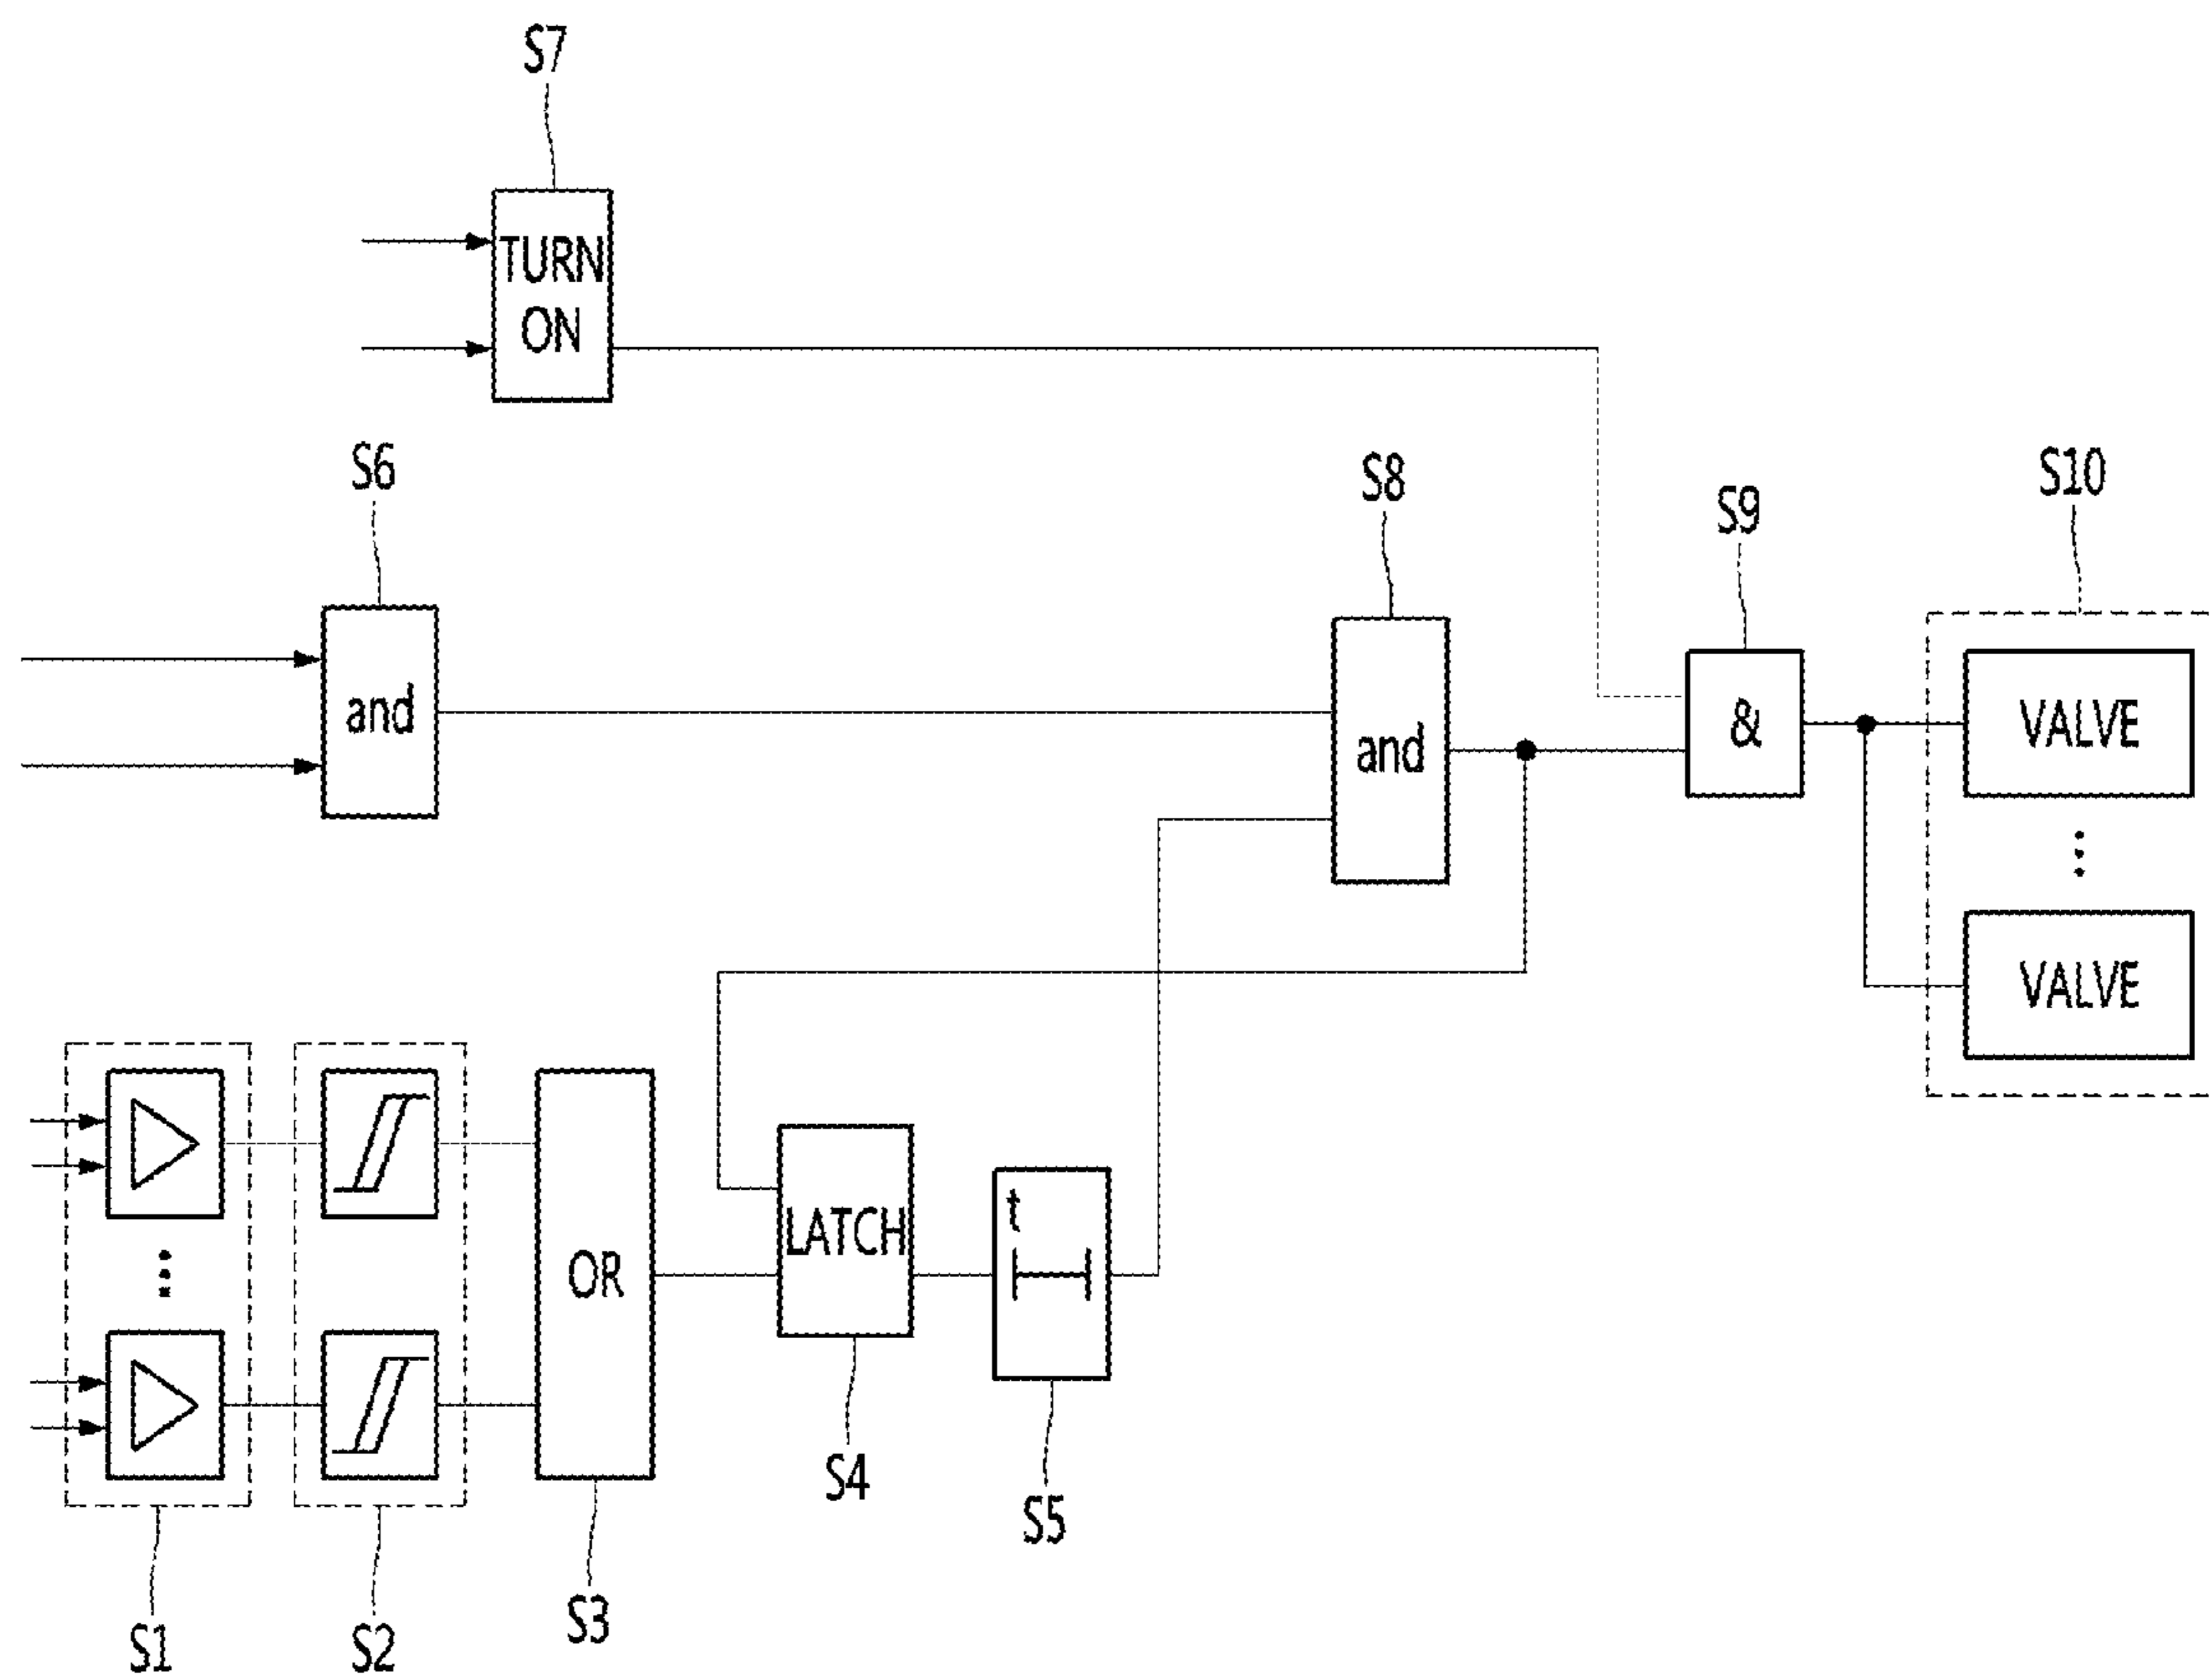 S7
TURN
ON
S6
S8
S9
S10
and
and
&
VALVE
VALVE
OR
LATCH
t
S4
S5
S3
S1
S2